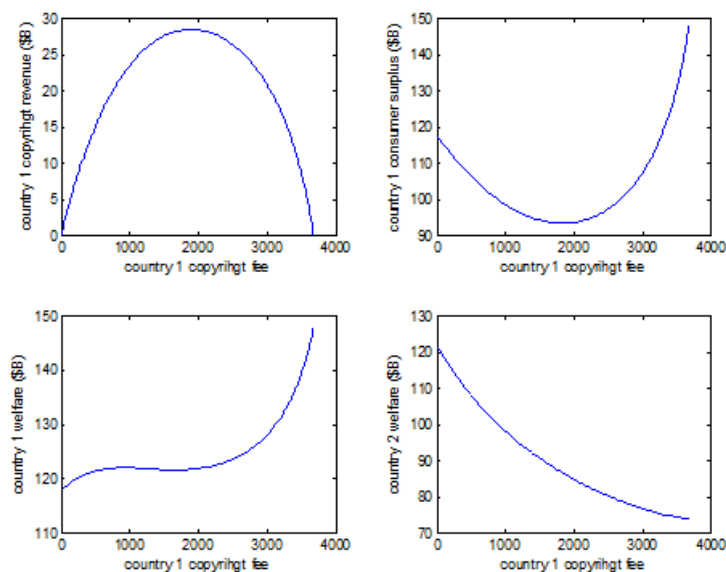 30
25
20
15
10
5
0
country 1 copyrihgt revenue ($B)
0 1000 2000 3000 4000
country 1 copyrihgt fee
150
140
130
120
110
100
90
country 1 consumer surplus ($B)
0 1000 2000 3000 4000
country 1 copyrihgt fee
150
140
130
120
110
country 1 welfare ($B)
0 1000 2000 3000 4000
country 1 copyrihgt fee
130
120
110
100
90
80
70
country 2 welfare ($B)
0 1000 2000 3000 4000
country 1 copyrihgt fee